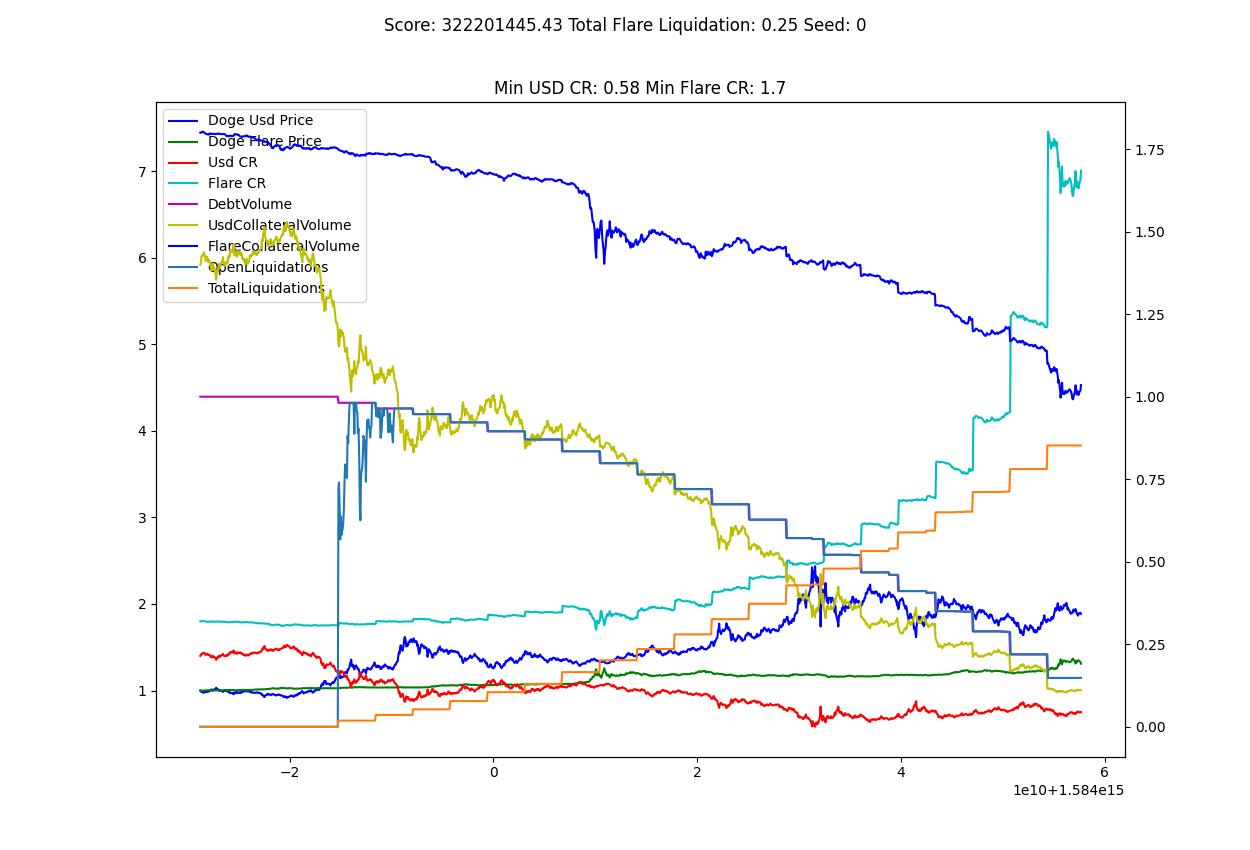 Score: 322201445.43 Total Flare Liquidation: 0.25 Seed: 0
Min USD CR: 0.58 Min Flare CR: 1.7
Doge Usd Price
Doge Flare Price
Usd CR
Flare CR
DebtVolume
UsdCollateralVolume
FlareCollateralVolume
OpenLiquidations
TotalLiquidations
7
6
5
4
3
2
1
1.75
1.50
1.25
1.00
0.75
0.50
0.25
0.00
−2 0 2 4 6
1e10+1.584e15